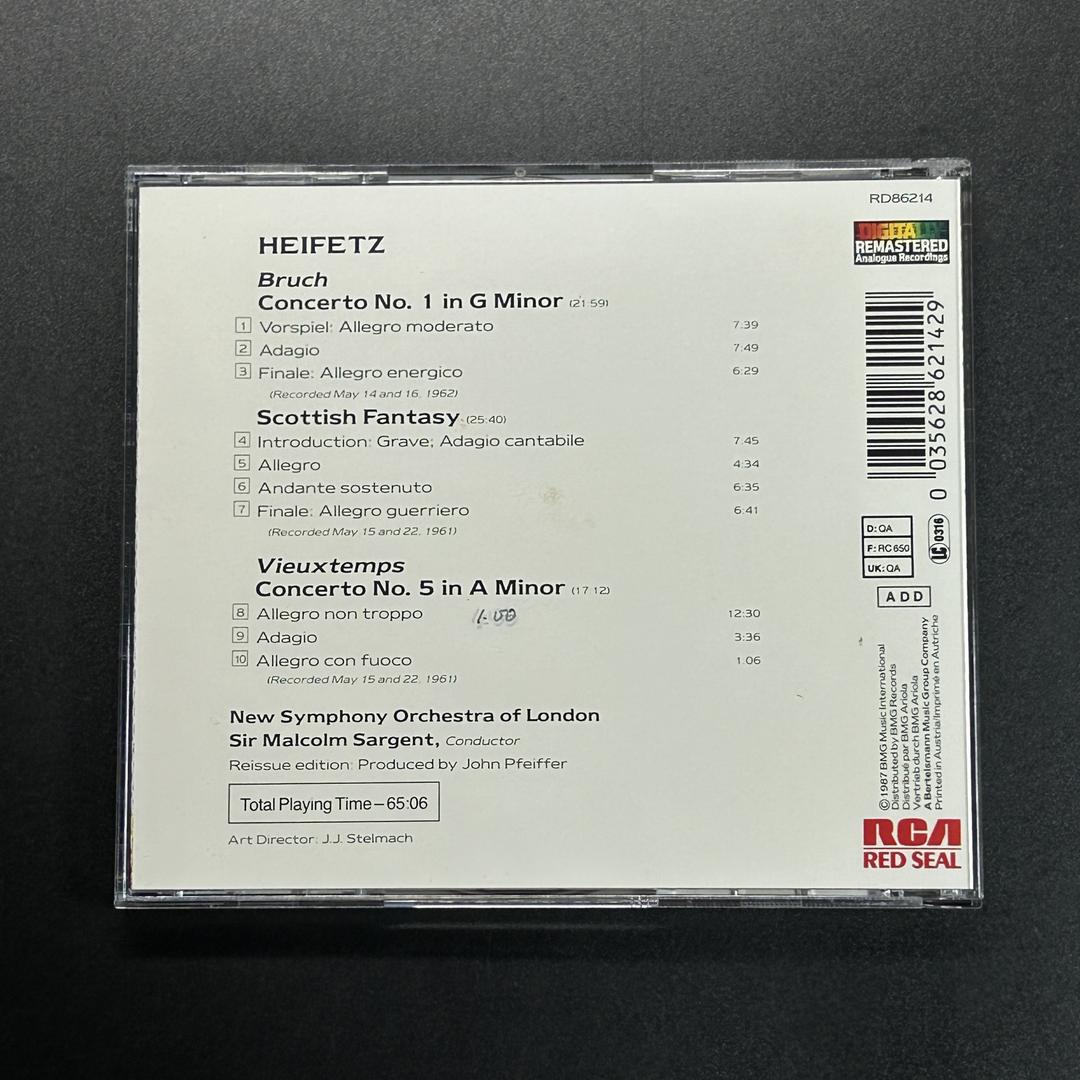 RD86214
DIGITALLY
REMASTERED
Analogue Recordings
HEIFETZ
Bruch
Concerto No. 1 in G Minor (21:59)
1 Vorspiel: Allegro moderato 7:39
2 Adagio 7:49
3 Finale: Allegro energico 6:29
(Recorded May 14 and 16, 1962)
Scottish Fantasy (25:40)
4 Introduction: Grave; Adagio cantabile 7:45
5 Allegro 4:34
6 Andante sostenuto 6:35
7 Finale: Allegro guerriero 6:41
(Recorded May 15 and 22, 1961)
Vieuxtemps
Concerto No. 5 in A Minor (17:12)
8 Allegro non troppo 12:30
1.00
9 Adagio 3:36
10 Allegro con fuoco 1:06
(Recorded May 15 and 22, 1961)
New Symphony Orchestra of London
Sir Malcolm Sargent, Conductor
Reissue edition: Produced by John Pfeiffer
Total Playing Time–65:06
Art Director: J.J. Stelmach
0 035628 621429
D: QA
F: RC 650
UK: QA
LC 0316
ADD
©1987 BMG Music International
Distributed by BMG Records
Distribué par BMG Ariola
Vertrieb durch BMG Ariola
A Bertelsmann Music Group Company
Printed in Austria/Imprimé en Autriche
RCA
RED SEAL